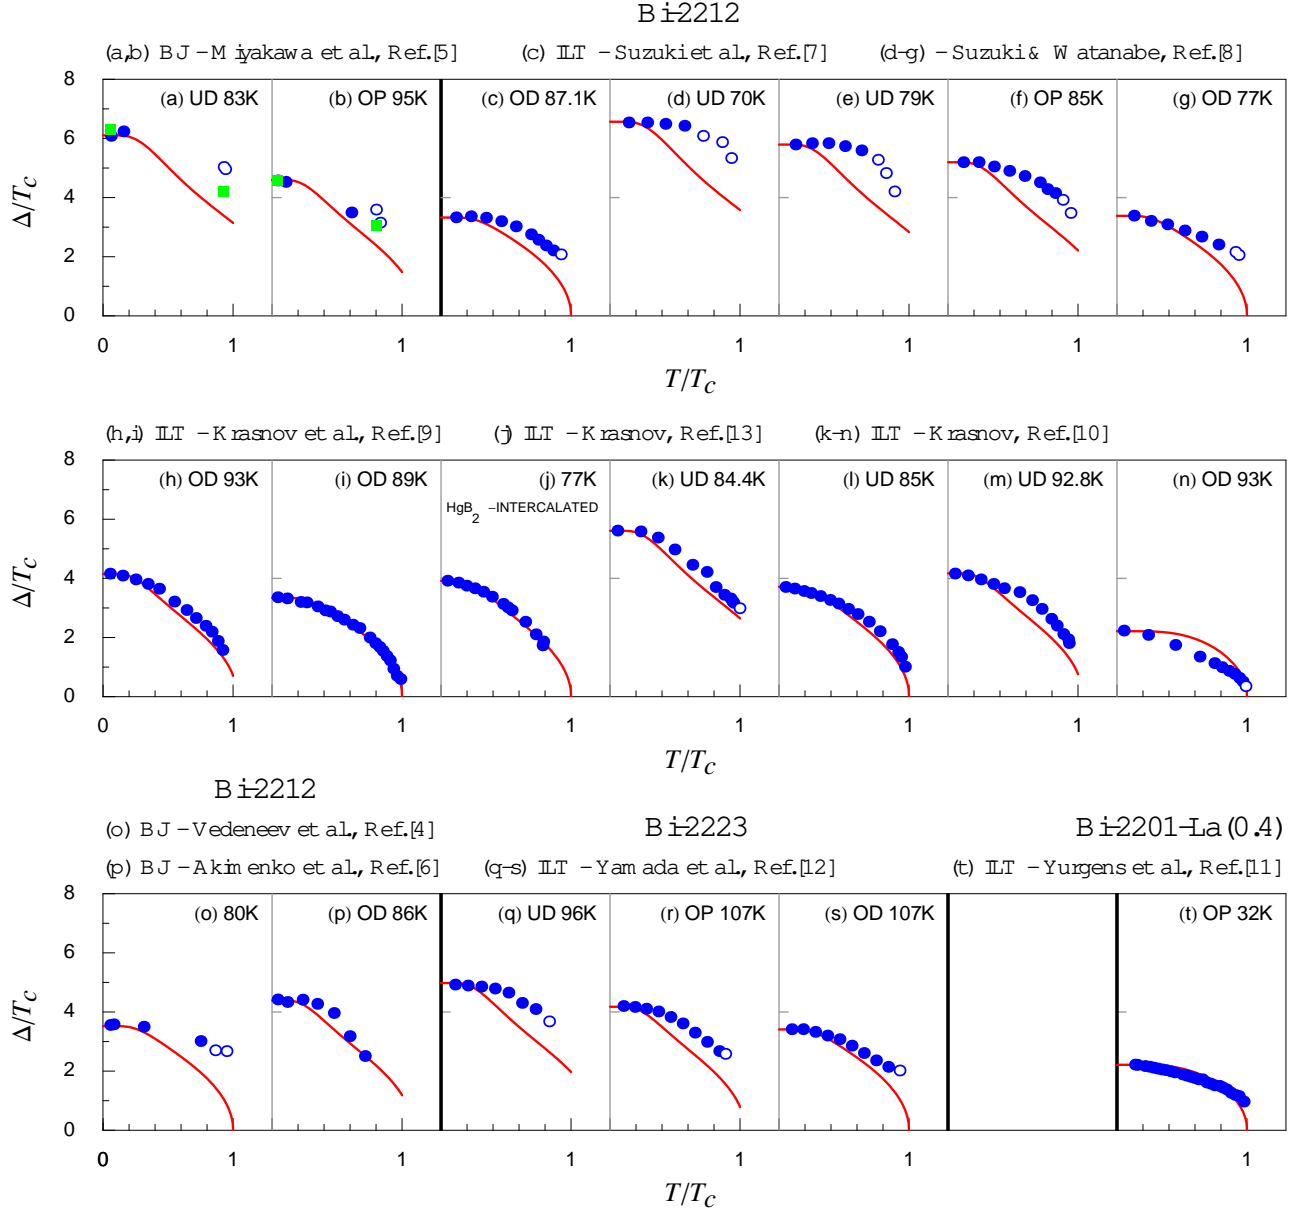 Bi-2212
(a,b) BJ - Miyakawa et al., Ref.[5] (c) ILT - Suzuki et al., Ref.[7] (d-g) - Suzuki & Watanabe, Ref.[8]
8 (a) UD 83K (b) OP 95K (c) OD 87.1K (d) UD 70K (e) UD 79K (f) OP 85K (g) OD 77K
6
4
2
0
Δ/Tc
0 1 1 1 1 1 1 1
T/Tc
(h,i) ILT - Krasnov et al., Ref.[9] (j) ILT - Krasnov, Ref.[13] (k-n) ILT - Krasnov, Ref.[10]
8 (h) OD 93K (i) OD 89K (j) 77K (k) UD 84.4K (l) UD 85K (m) UD 92.8K (n) OD 93K
HgB2 -INTERCALATED
6
4
2
0
Δ/Tc
0 1 1 1 1 1 1 1
T/Tc
Bi-2212
(o) BJ - Vedeneev et al., Ref.[4] Bi-2223 Bi-2201-La(0.4)
(p) BJ - Akimenko et al., Ref.[6] (q-s) ILT - Yamada et al., Ref.[12] (t) ILT - Yurgens et al., Ref.[11]
8 (o) 80K (p) OD 86K (q) UD 96K (r) OP 107K (s) OD 107K (t) OP 32K
6
4
2
0
Δ/Tc
0 1 1 1 1 1 1
T/Tc